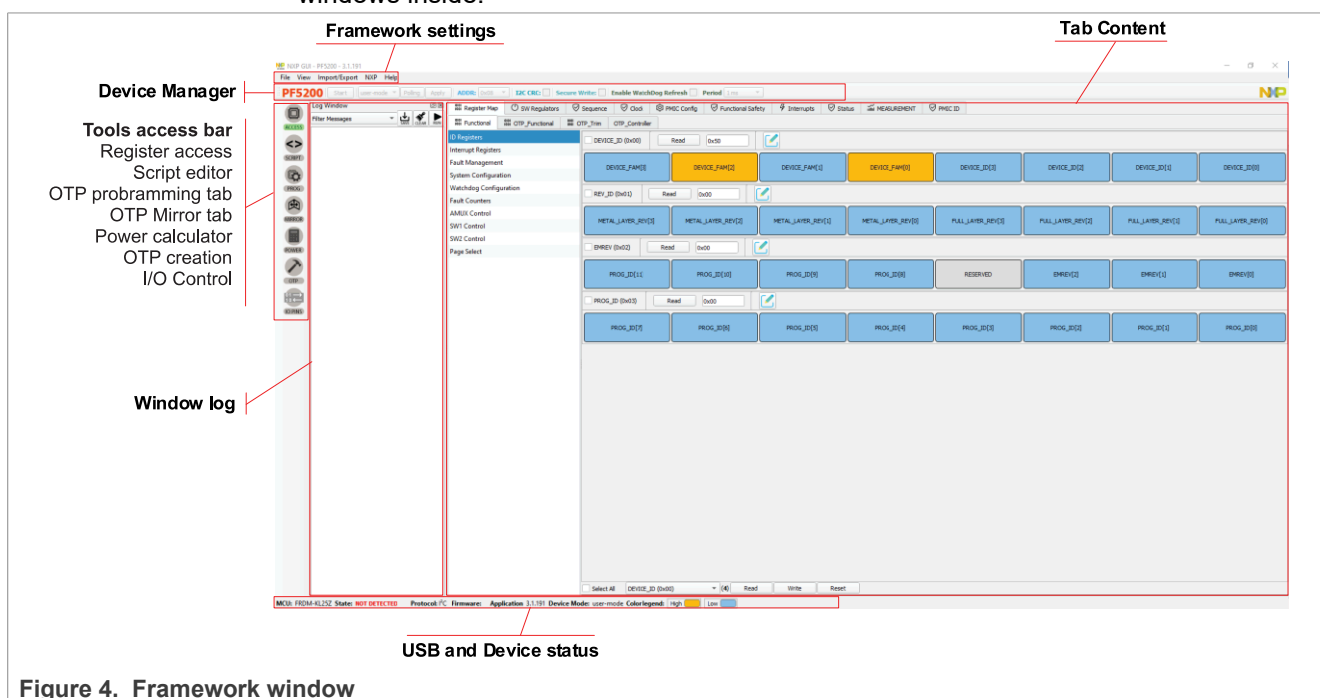 windows inside.
Framework settings
Tab Content
NXP GUI - PF5200 - 3.1.191
File View Import/Export NXP Help
Device Manager
PF5200 Start user-mode Polling Apply ADDR: 0x08 I2C CRC: Secure Write: Enable WatchDog Refresh Period 1 ms
NXP
Tools access bar
Register access
Script editor
OTP probramming tab
OTP Mirror tab
Power calculator
OTP creation
I/O Control
ACCESS
SCRIPT
PROG
MIRROR
POWER
OTP
IO PINS
Log Window
Filter Messages
CLEAR
Register Map SW Regulators Sequence Clock PMIC Config Functional Safety Interrupts Status MEASUREMENT PMIC ID
Functional OTP_Functional OTP_Trim OTP_Controller
ID Registers
Interrupt Registers
Fault Management
System Configuration
Watchdog Configuration
Fault Counters
AMUX Control
SW1 Control
SW2 Control
Page Select
DEVICE_ID (0x00) Read 0x50
DEVICE_FAM[3] DEVICE_FAM[2] DEVICE_FAM[1] DEVICE_FAM[0] DEVICE_ID[3] DEVICE_ID[2] DEVICE_ID[1] DEVICE_ID[0]
REV_ID (0x01) Read 0x00
METAL_LAYER_REV[3] METAL_LAYER_REV[2] METAL_LAYER_REV[1] METAL_LAYER_REV[0] FULL_LAYER_REV[3] FULL_LAYER_REV[2] FULL_LAYER_REV[1] FULL_LAYER_REV[0]
EMREV (0x02) Read 0x00
PROG_ID[11] PROG_ID[10] PROG_ID[9] PROG_ID[8] RESERVED EMREV[2] EMREV[1] EMREV[0]
PROG_ID (0x03) Read 0x00
PROG_ID[7] PROG_ID[6] PROG_ID[5] PROG_ID[4] PROG_ID[3] PROG_ID[2] PROG_ID[1] PROG_ID[0]
Window log
Select All DEVICE_ID (0x00) (4) Read Write Reset
MCU: FRDM-KL25Z State: NOT DETECTED Protocol: I²C Firmware: Application 3.1.191 Device Mode: user-mode Color legend: High Low
USB and Device status
Figure 4. Framework window